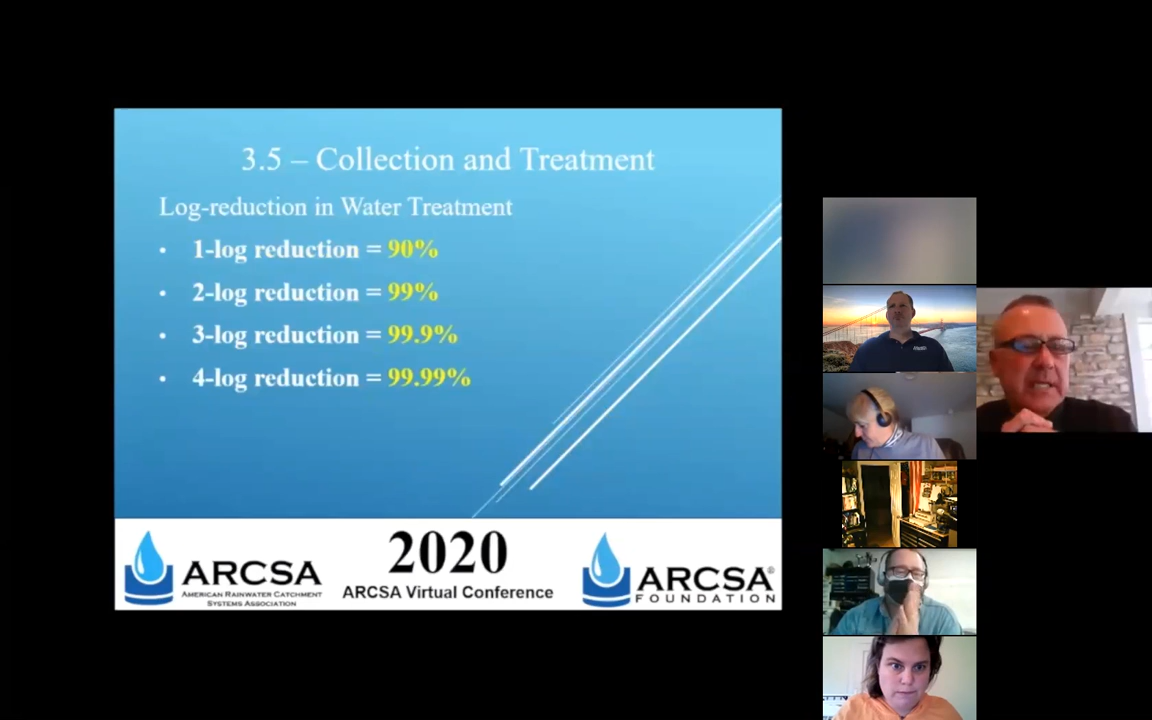 3.5 – Collection and Treatment
Log-reduction in Water Treatment
• 1-log reduction = 90%
• 2-log reduction = 99%
• 3-log reduction = 99.9%
• 4-log reduction = 99.99%
ARCSA
AMERICAN RAINWATER CATCHMENT
SYSTEMS ASSOCIATION
2020
ARCSA Virtual Conference
ARCSA®
FOUNDATION